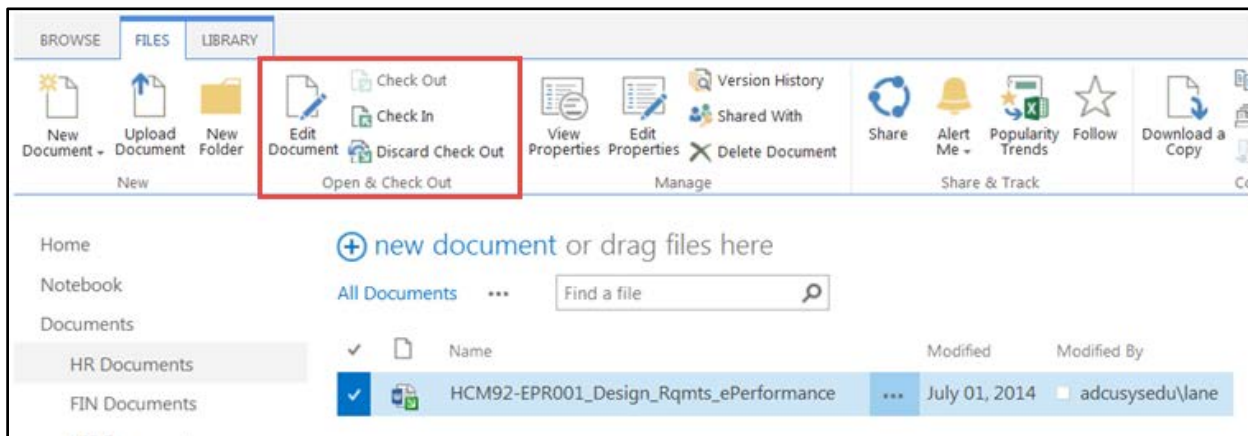 BROWSE FILES LIBRARY
New Document Upload Document New Folder
New
Edit Document Check Out
Check In
Discard Check Out
Open & Check Out
View Properties Edit Properties Version History
Shared With
Delete Document
Manage
Share Alert Me Popularity Trends Follow
Share & Track
Download a Copy
Home
Notebook
Documents
HR Documents
FIN Documents
new document or drag files here
All Documents ... Find a file
Name Modified Modified By
HCM92-EPR001_Design_Rqmts_ePerformance ... July 01, 2014 adcusysedu\lane